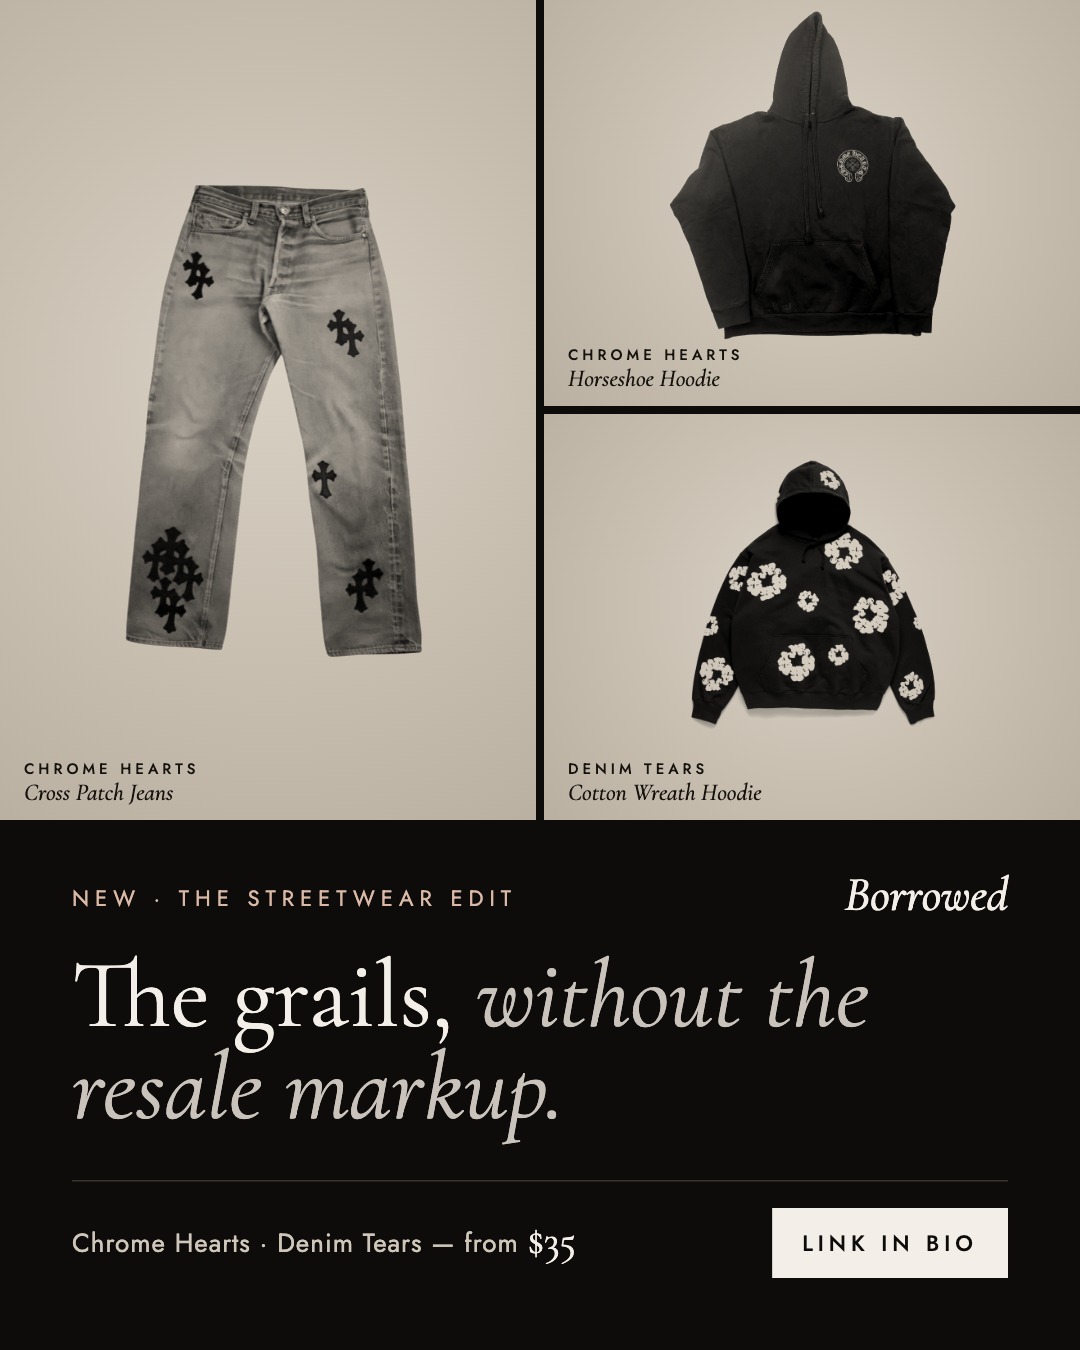 CHROME HEARTS
Cross Patch Jeans
CHROME HEARTS
Horseshoe Hoodie
DENIM TEARS
Cotton Wreath Hoodie
NEW · THE STREETWEAR EDIT
Borrowed
The grails, without the
resale markup.
Chrome Hearts · Denim Tears — from $35
LINK IN BIO